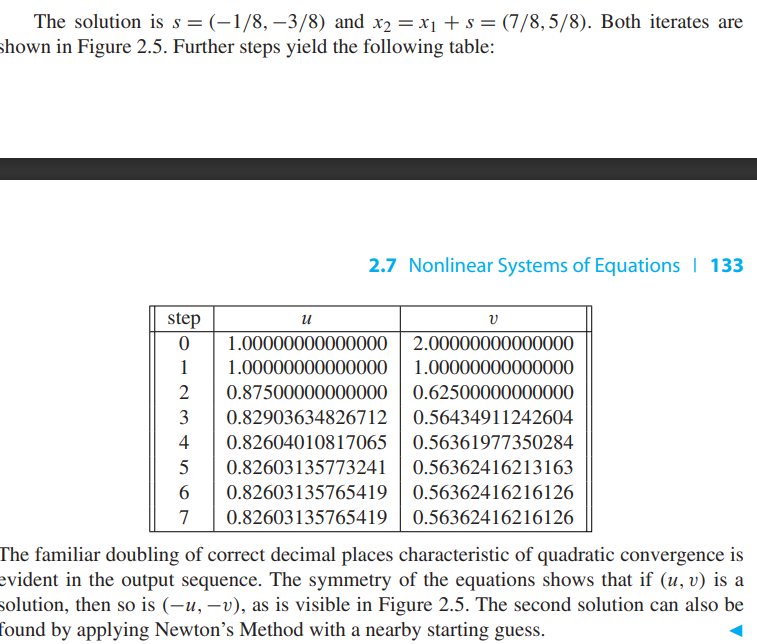 The solution is s = (−1/8, −3/8) and x₂ = x₁ + s = (7/8, 5/8). Both iterates are
shown in Figure 2.5. Further steps yield the following table:
2.7 Nonlinear Systems of Equations | 133
step u v
0 1.00000000000000 2.00000000000000
1 1.00000000000000 1.00000000000000
2 0.87500000000000 0.62500000000000
3 0.82903634826712 0.56434911242604
4 0.82604010817065 0.56361977350284
5 0.82603135773241 0.56362416213163
6 0.82603135765419 0.56362416216126
7 0.82603135765419 0.56362416216126
The familiar doubling of correct decimal places characteristic of quadratic convergence is
evident in the output sequence. The symmetry of the equations shows that if (u, v) is a
solution, then so is (−u, −v), as is visible in Figure 2.5. The second solution can also be
found by applying Newton's Method with a nearby starting guess.